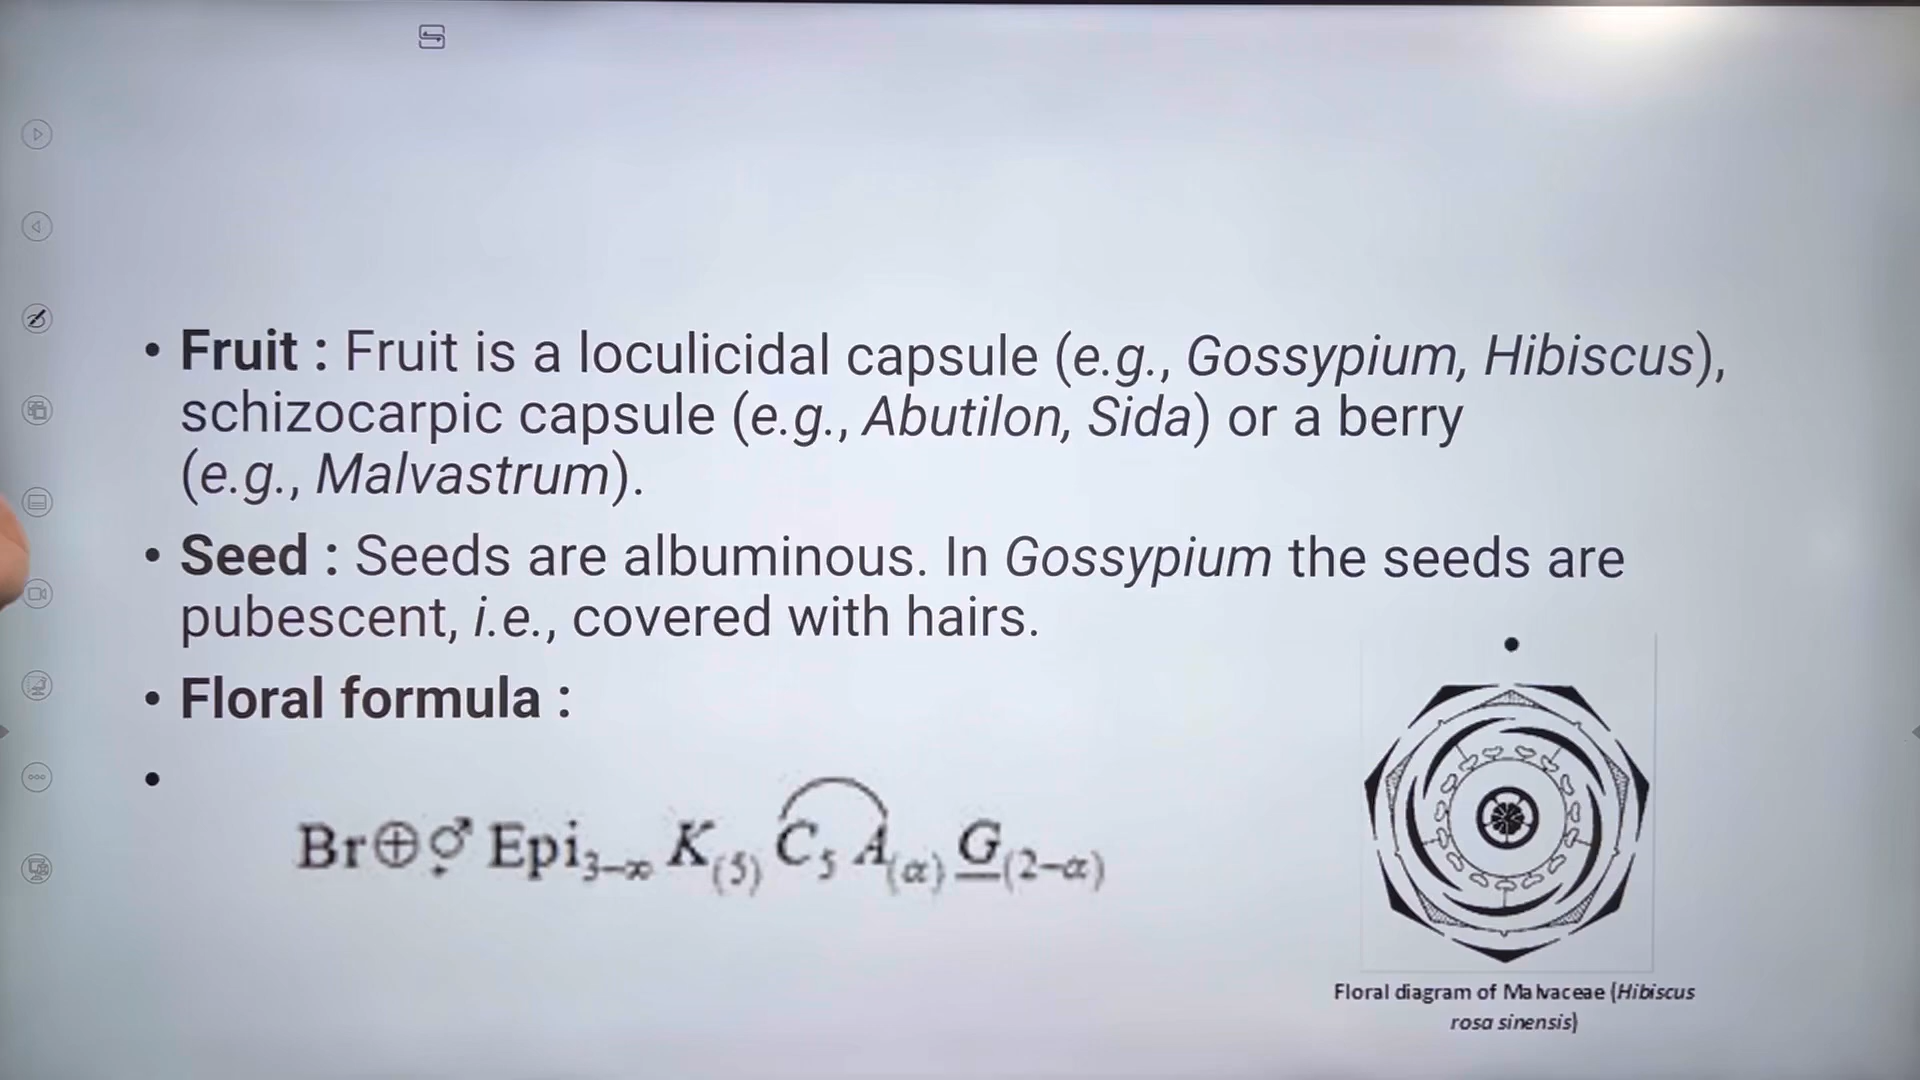 • Fruit : Fruit is a loculicidal capsule (e.g., Gossypium, Hibiscus),
schizocarpic capsule (e.g., Abutilon, Sida) or a berry
(e.g., Malvastrum).
• Seed : Seeds are albuminous. In Gossypium the seeds are
pubescent, i.e., covered with hairs.
• Floral formula :
• Br⊕⚥ Epi₃₋∞ K₍₅₎ C₅ A₍α₎ G₍₂₋α₎
Floral diagram of Malvaceae (Hibiscus
rosa sinensis)